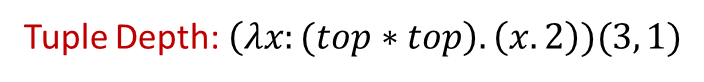 Tuple Depth: (λx: (top ∗ top). (x. 2))(3, 1)